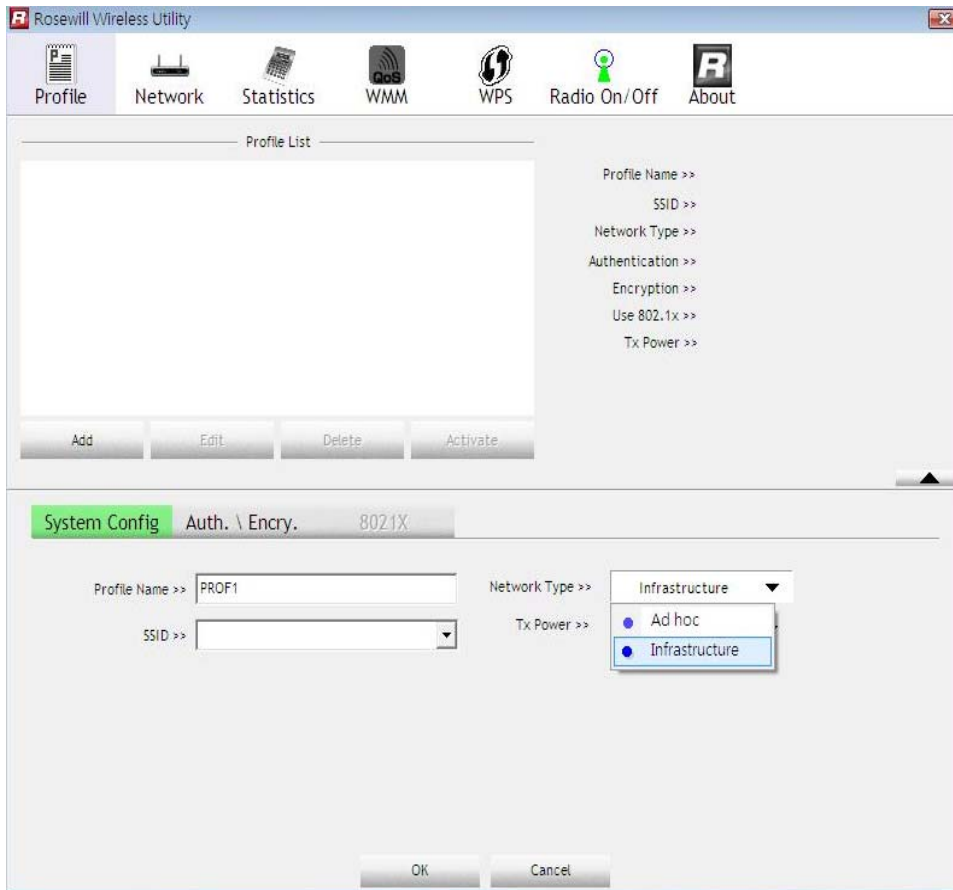 R Rosewill Wireless Utility
Profile Network Statistics WMM WPS Radio On/Off About
QoS
R
Profile List
Profile Name >>
SSID >>
Network Type >>
Authentication >>
Encryption >>
Use 802.1x >>
Tx Power >>
Add Edit Delete Activate
System Config Auth. \ Encry. 8021X
Profile Name >> PROF1 Network Type >> Infrastructure
SSID >> Tx Power >>
Ad hoc
Infrastructure
OK Cancel